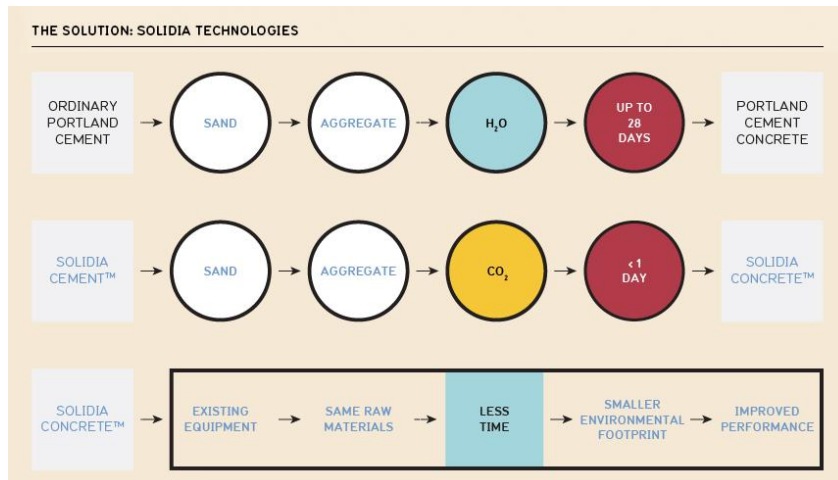 THE SOLUTION: SOLIDIA TECHNOLOGIES
ORDINARY
PORTLAND
CEMENT
SAND
AGGREGATE
H₂O
UP TO
28
DAYS
PORTLAND
CEMENT
CONCRETE
SOLIDIA
CEMENT™
SAND
AGGREGATE
CO₂
< 1
DAY
SOLIDIA
CONCRETE™
SOLIDIA
CONCRETE™
EXISTING
EQUIPMENT
SAME RAW
MATERIALS
LESS
TIME
SMALLER
ENVIRONMENTAL
FOOTPRINT
IMPROVED
PERFORMANCE